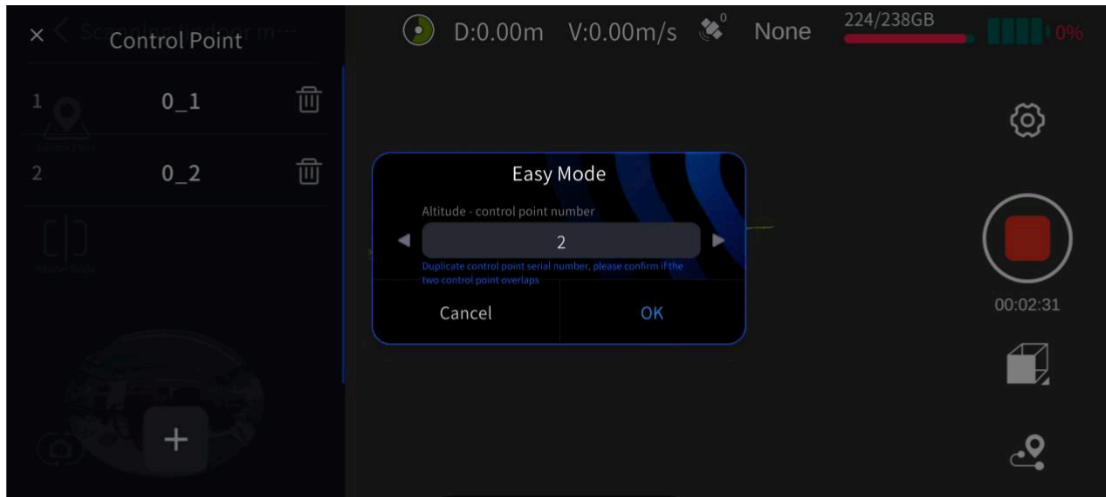 Control Point
D:0.00m V:0.00m/s 0 None 224/238GB 0%
1 0_1
2 0_2
Easy Mode
Altitude - control point number
2
Duplicate control point serial number, please confirm if the
two control point overlaps
Cancel OK
00:02:31